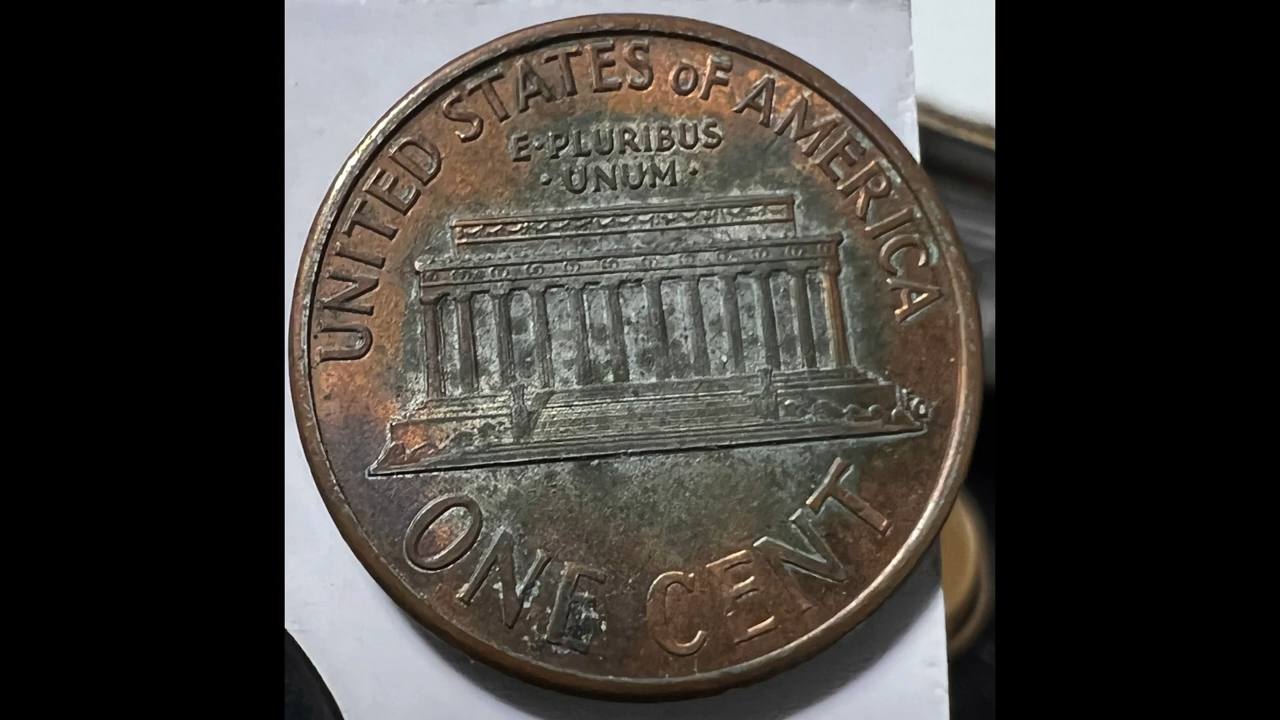 UNITED STATES oF AMERICA
E·PLURIBUS
·UNUM·
ONE CENT